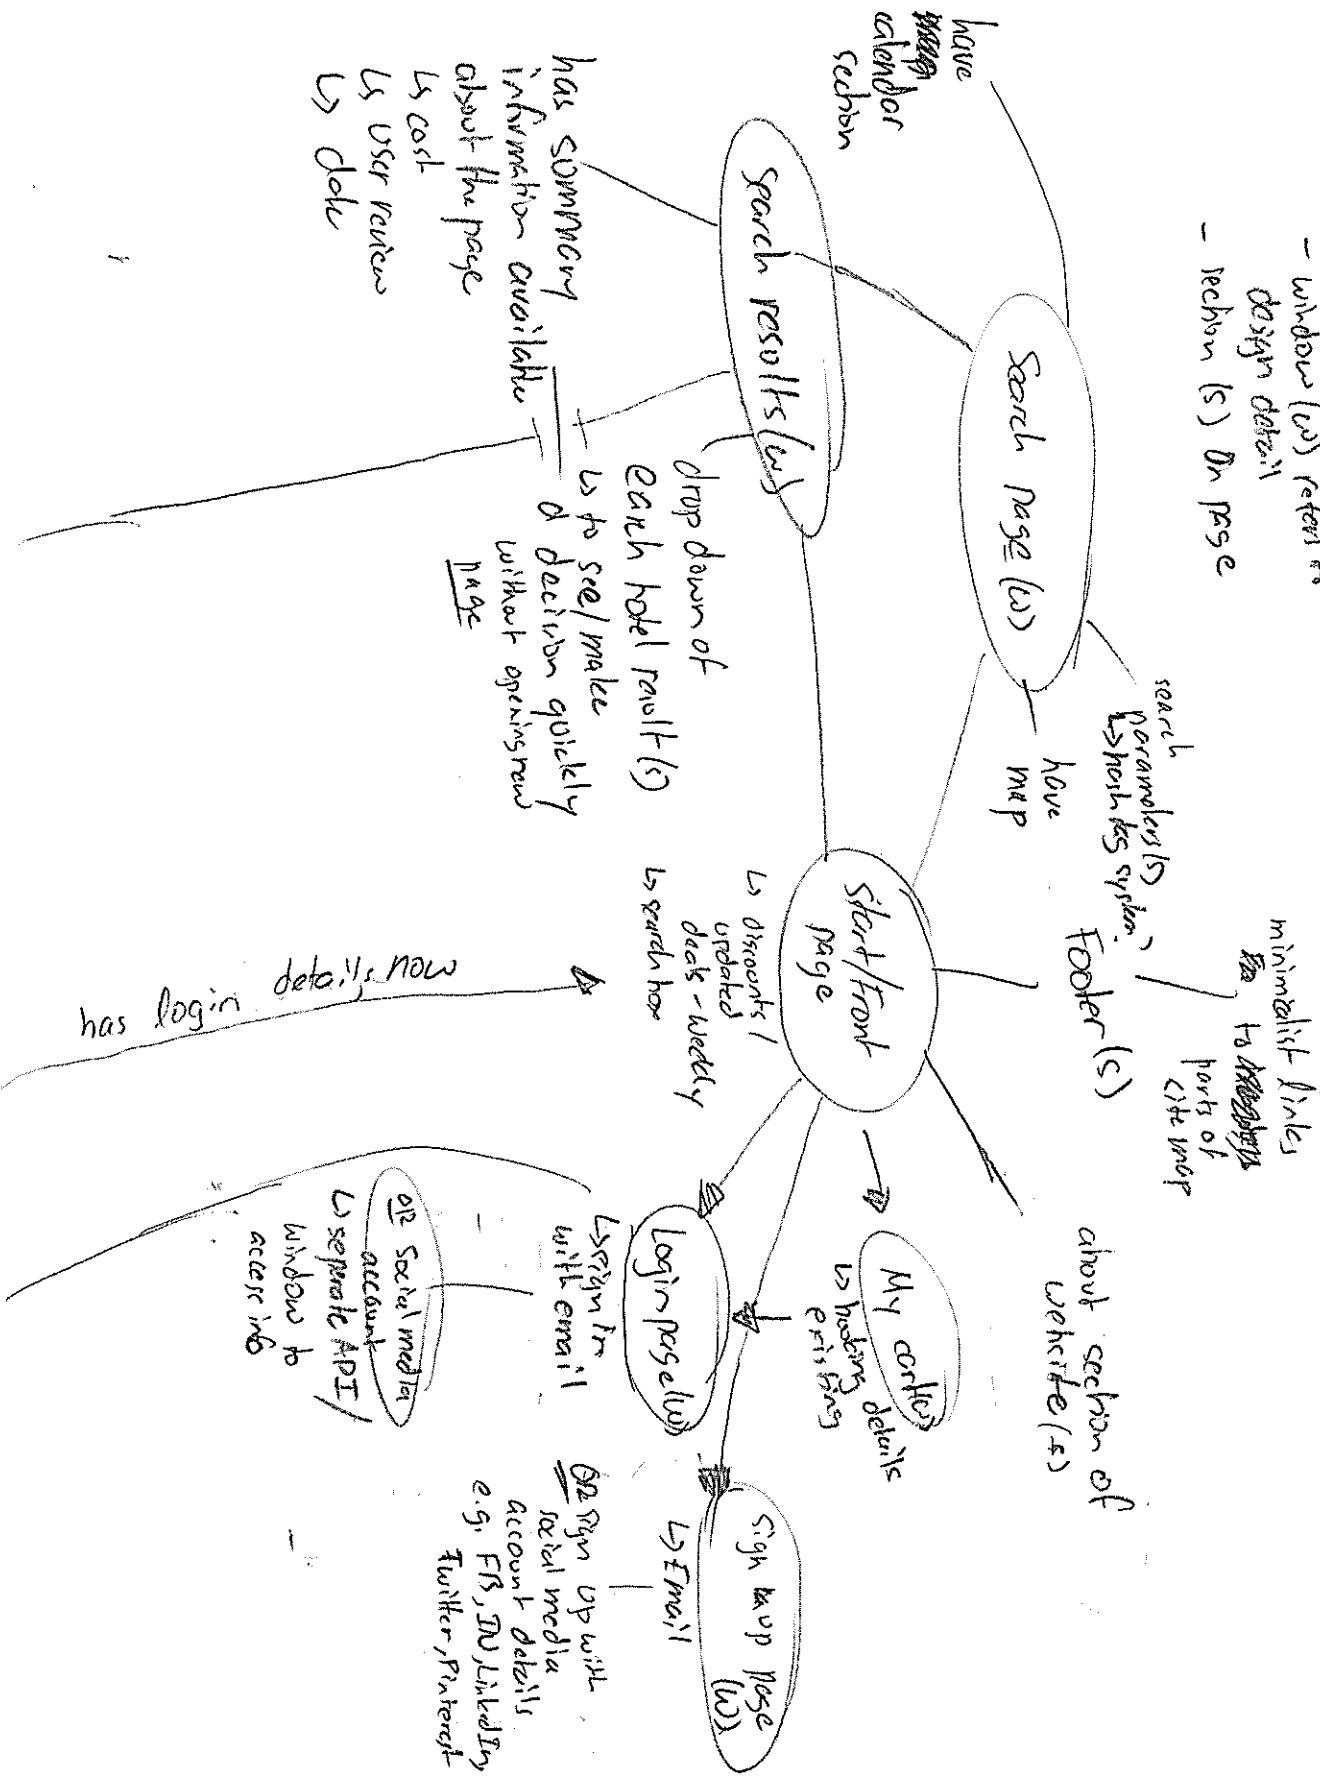 - window (w) refers to
design detail
- section (s) on page
have
calendar
section
Search page (w)
search
parameters (s)
↳ hash tag system?
have
map
Search results (w)
has summary
information available
about the page
↳ cost
↳ user review
↳ date
drop down of
each hotel result (s)
↳ to see/make
a decision quickly
without opening new
page
minimalist links
to
parts of
site map
Footer (s)
Start/Front
page
↳ discounts/
updated
deals - weekly
↳ search box
about section of
website (s)
My cart (w)
↳ booking details
existing
Login page (w)
↳ sign in
with email
OR social media
account
↳ seperate API/
window to
access info
Sign up page
(w)
↳ Email
OR sign up with
social media
account details
e.g. FB, IN, LinkedIn,
Twitter, Pinterest
has login details now